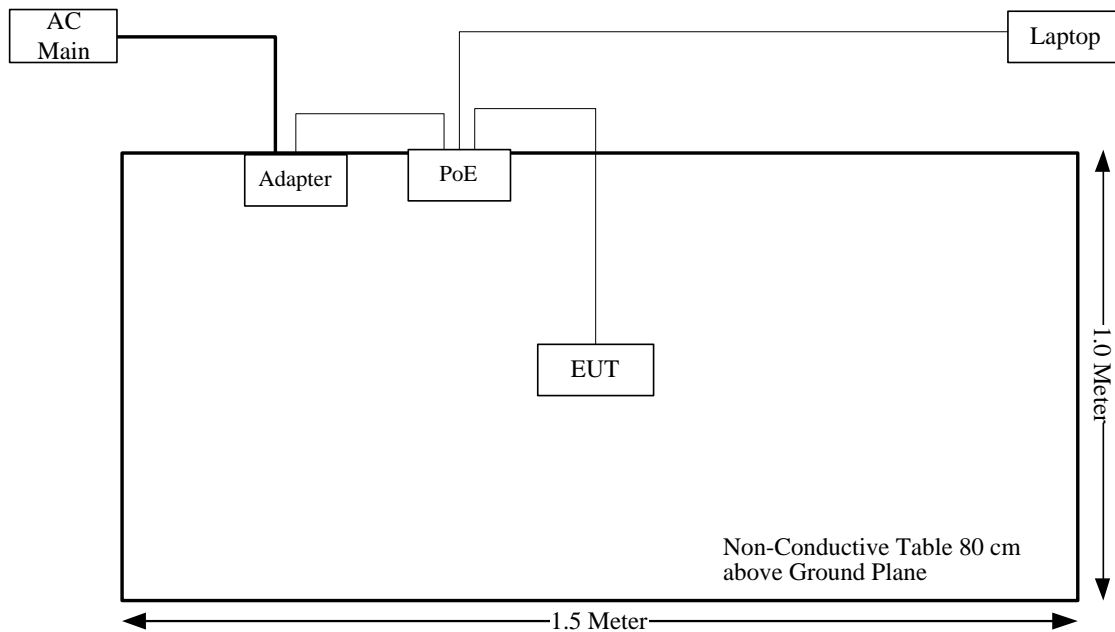 AC
Main
Laptop
Adapter
PoE
EUT
1.0 Meter
Non-Conductive Table 80 cm
above Ground Plane
1.5 Meter